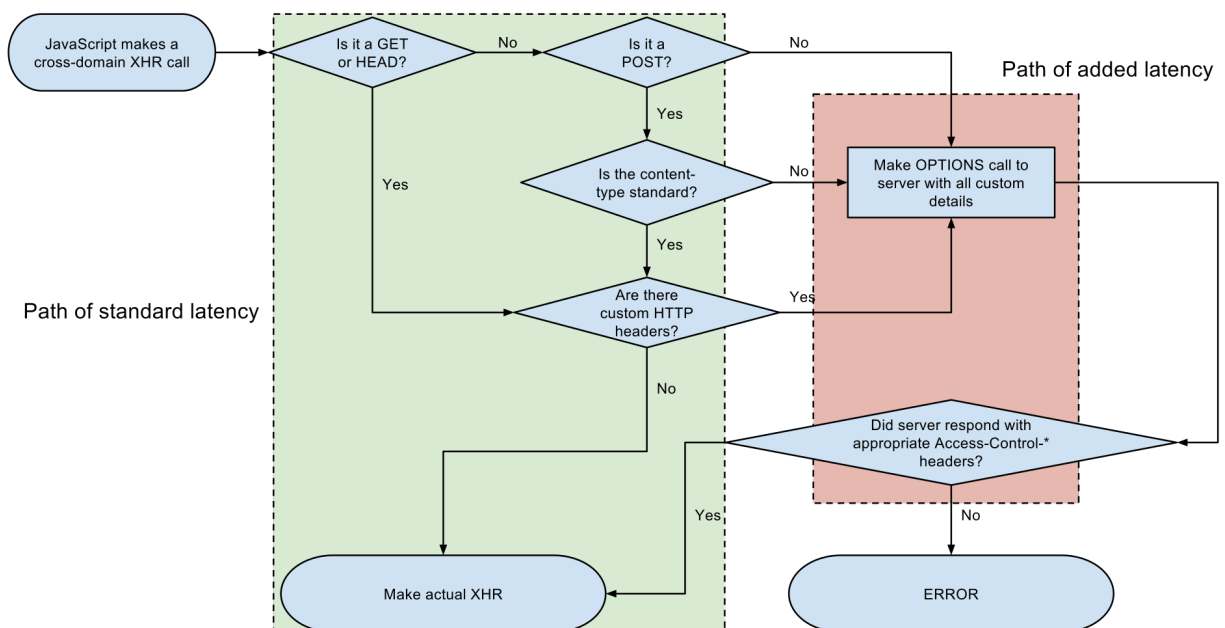 JavaScript makes a
cross-domain XHR call
Is it a GET
or HEAD?
No
Is it a
POST?
No
Path of added latency
Yes
Yes
Is the content-
type standard?
No
Make OPTIONS call to
server with all custom
details
Yes
Path of standard latency
Are there
custom HTTP
headers?
Yes
No
Did server respond with
appropriate Access-Control-*
headers?
Yes
No
Make actual XHR
ERROR